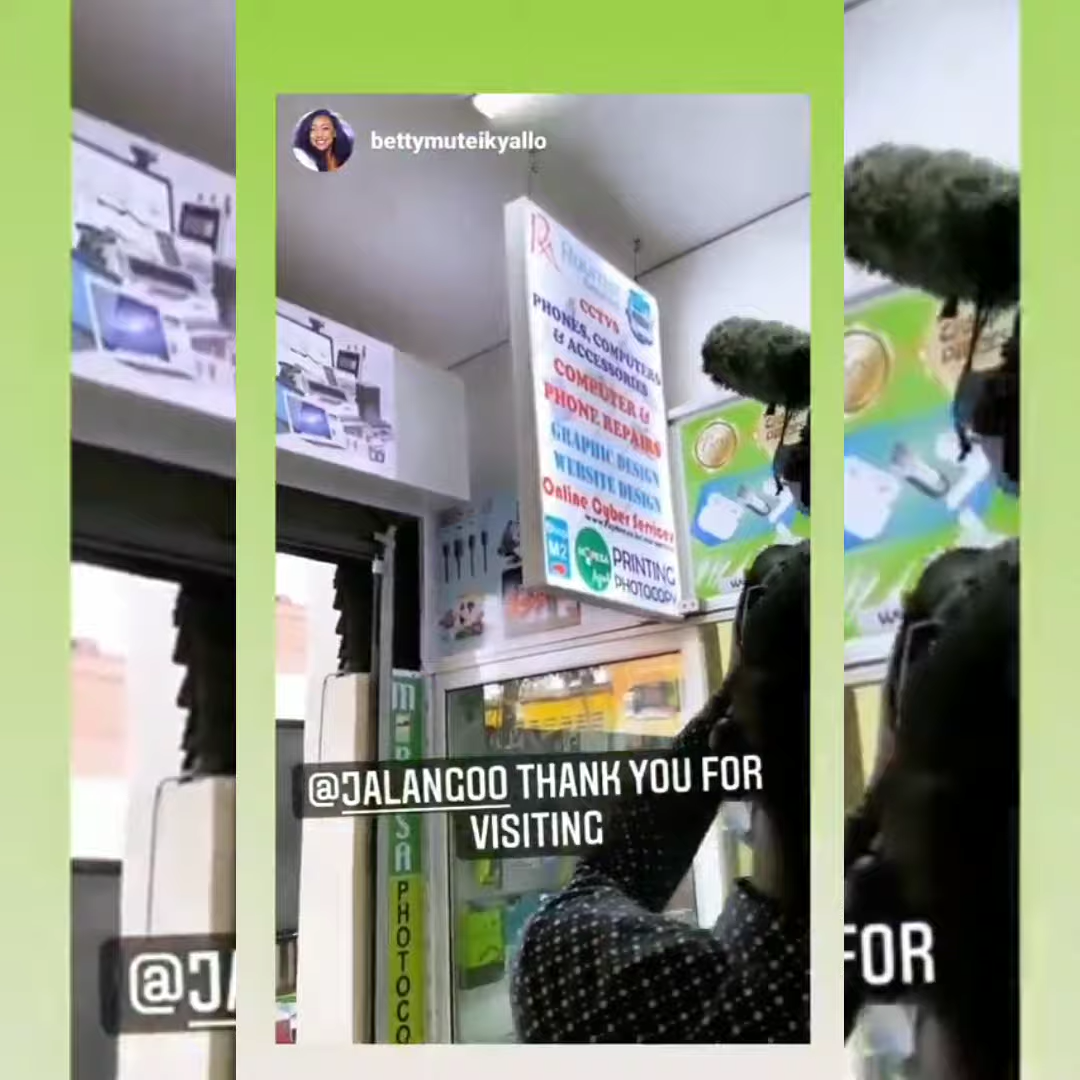 bettymuteikyallo
CCTVS
PHONES, COMPUTERS
& ACCESSORIES
COMPUTER &
PHONE REPAIRS
GRAPHIC DESIGN
WEBSITE DESIGN
Online Cyber Services
M2
PRINTING
PHOTOCOPY
@JALANGOO THANK YOU FOR
VISITING
PHOTOCO
@J
FOR